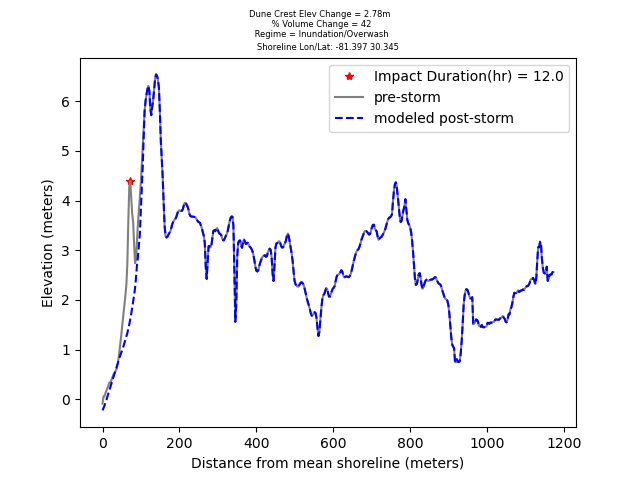 Dune Crest Elev Change = 2.78m
% Volume Change = 42
Regime = Inundation/Overwash
Shoreline Lon/Lat: -81.397 30.345
Impact Duration(hr) = 12.0
pre-storm
modeled post-storm
Elevation (meters)
6
5
4
3
2
1
0
0 200 400 600 800 1000 1200
Distance from mean shoreline (meters)